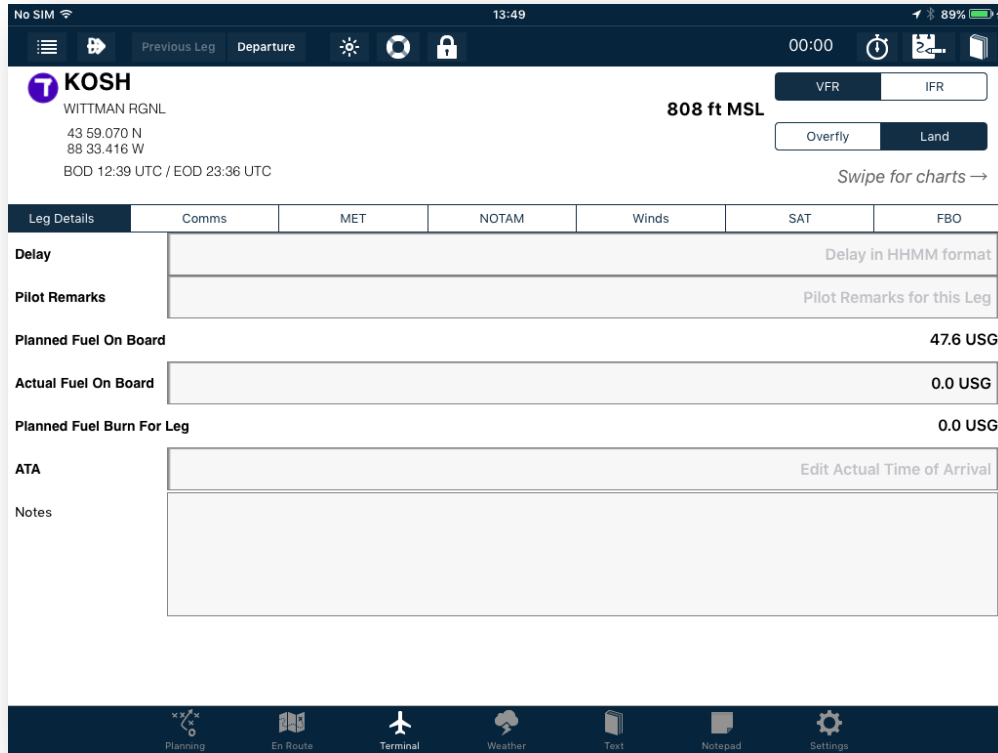 No SIM 13:49 89%
Previous Leg Departure 00:00
T KOSH
WITTMAN RGNL
43 59.070 N
88 33.416 W
BOD 12:39 UTC / EOD 23:36 UTC
808 ft MSL
VFR IFR
Overfly Land
Swipe for charts →
Leg Details Comms MET NOTAM Winds SAT FBO
Delay Delay in HHMM format
Pilot Remarks Pilot Remarks for this Leg
Planned Fuel On Board 47.6 USG
Actual Fuel On Board 0.0 USG
Planned Fuel Burn For Leg 0.0 USG
ATA Edit Actual Time of Arrival
Notes
Planning En Route Terminal Weather Text Notepad Settings